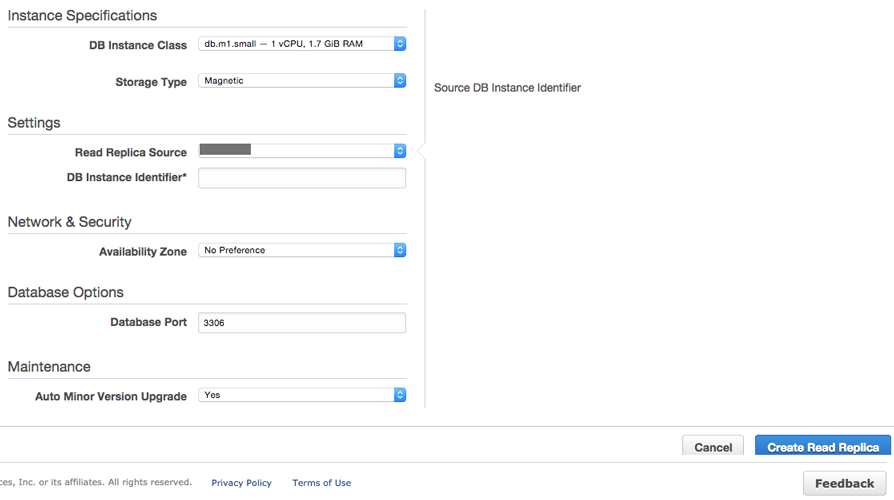 Instance Specifications
DB Instance Class db.m1.small — 1 vCPU, 1.7 GiB RAM
Storage Type Magnetic
Source DB Instance Identifier
Settings
Read Replica Source
DB Instance Identifier*
Network & Security
Availability Zone No Preference
Database Options
Database Port 3306
Maintenance
Auto Minor Version Upgrade Yes
Cancel Create Read Replica
ces, Inc. or its affiliates. All rights reserved. Privacy Policy Terms of Use
Feedback